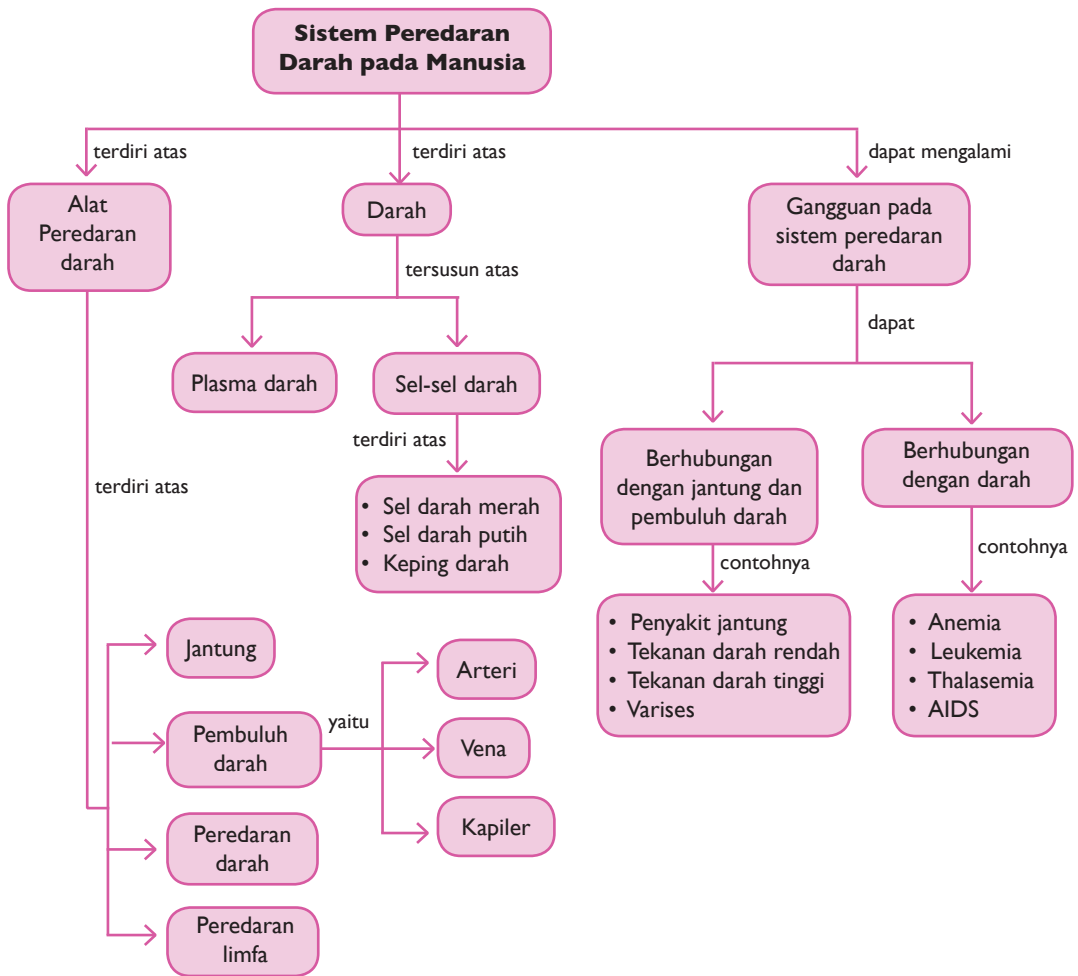 Sistem Peredaran
Darah pada Manusia
terdiri atas
terdiri atas
dapat mengalami
Alat
Peredaran
darah
Darah
Gangguan pada
sistem peredaran
darah
tersusun atas
dapat
Plasma darah
Sel-sel darah
terdiri atas
Berhubungan
dengan jantung dan
pembuluh darah
Berhubungan
dengan darah
terdiri atas
• Sel darah merah
• Sel darah putih
• Keping darah
contohnya
contohnya
• Penyakit jantung
• Tekanan darah rendah
• Tekanan darah tinggi
• Varises
• Anemia
• Leukemia
• Thalasemia
• AIDS
Jantung
Pembuluh
darah
yaitu
Arteri
Vena
Kapiler
Peredaran
darah
Peredaran
limfa